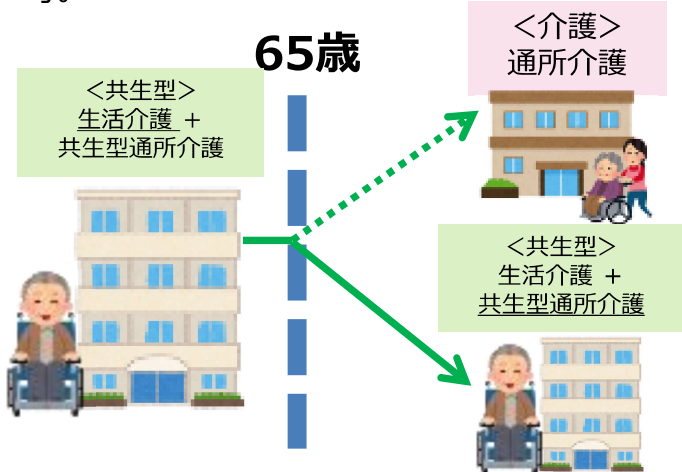 す。
65歳
＜共生型＞
生活介護 ＋
共生型通所介護
＜介護＞
通所介護
＜共生型＞
生活介護 ＋
共生型通所介護